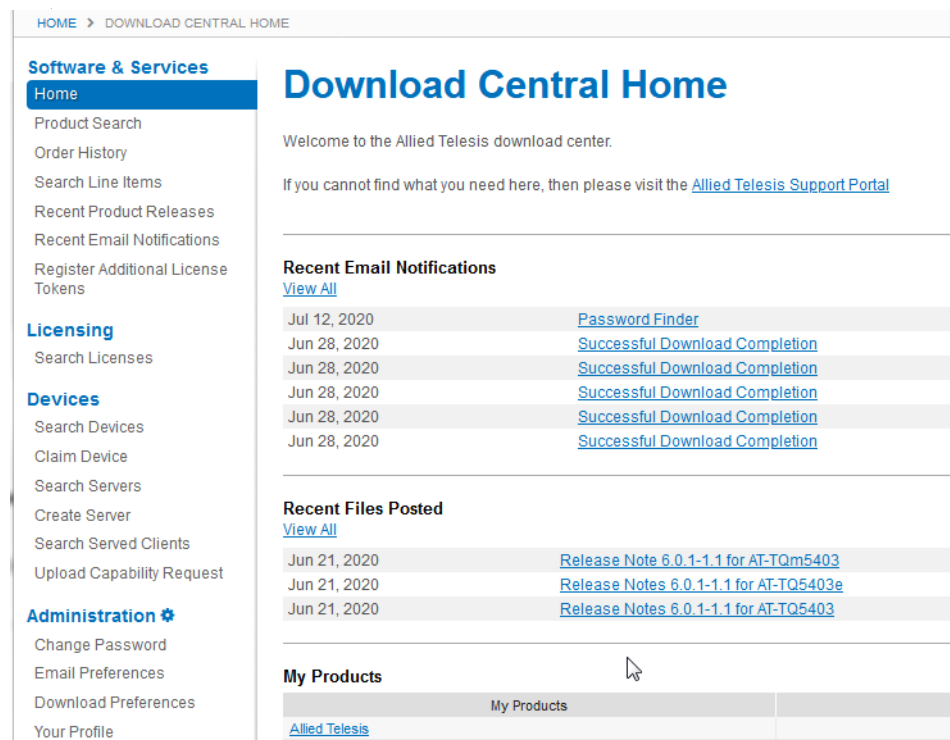 HOME > DOWNLOAD CENTRAL HOME
Software & Services
Home
Product Search
Order History
Search Line Items
Recent Product Releases
Recent Email Notifications
Register Additional License
Tokens
Licensing
Search Licenses
Devices
Search Devices
Claim Device
Search Servers
Create Server
Search Served Clients
Upload Capability Request
Administration
Change Password
Email Preferences
Download Preferences
Your Profile
Download Central Home
Welcome to the Allied Telesis download center.
If you cannot find what you need here, then please visit the Allied Telesis Support Portal
Recent Email Notifications
View All
Jul 12, 2020 Password Finder
Jun 28, 2020 Successful Download Completion
Jun 28, 2020 Successful Download Completion
Jun 28, 2020 Successful Download Completion
Jun 28, 2020 Successful Download Completion
Jun 28, 2020 Successful Download Completion
Recent Files Posted
View All
Jun 21, 2020 Release Note 6.0.1-1.1 for AT-TQm5403
Jun 21, 2020 Release Notes 6.0.1-1.1 for AT-TQ5403e
Jun 21, 2020 Release Notes 6.0.1-1.1 for AT-TQ5403
My Products
My Products
Allied Telesis